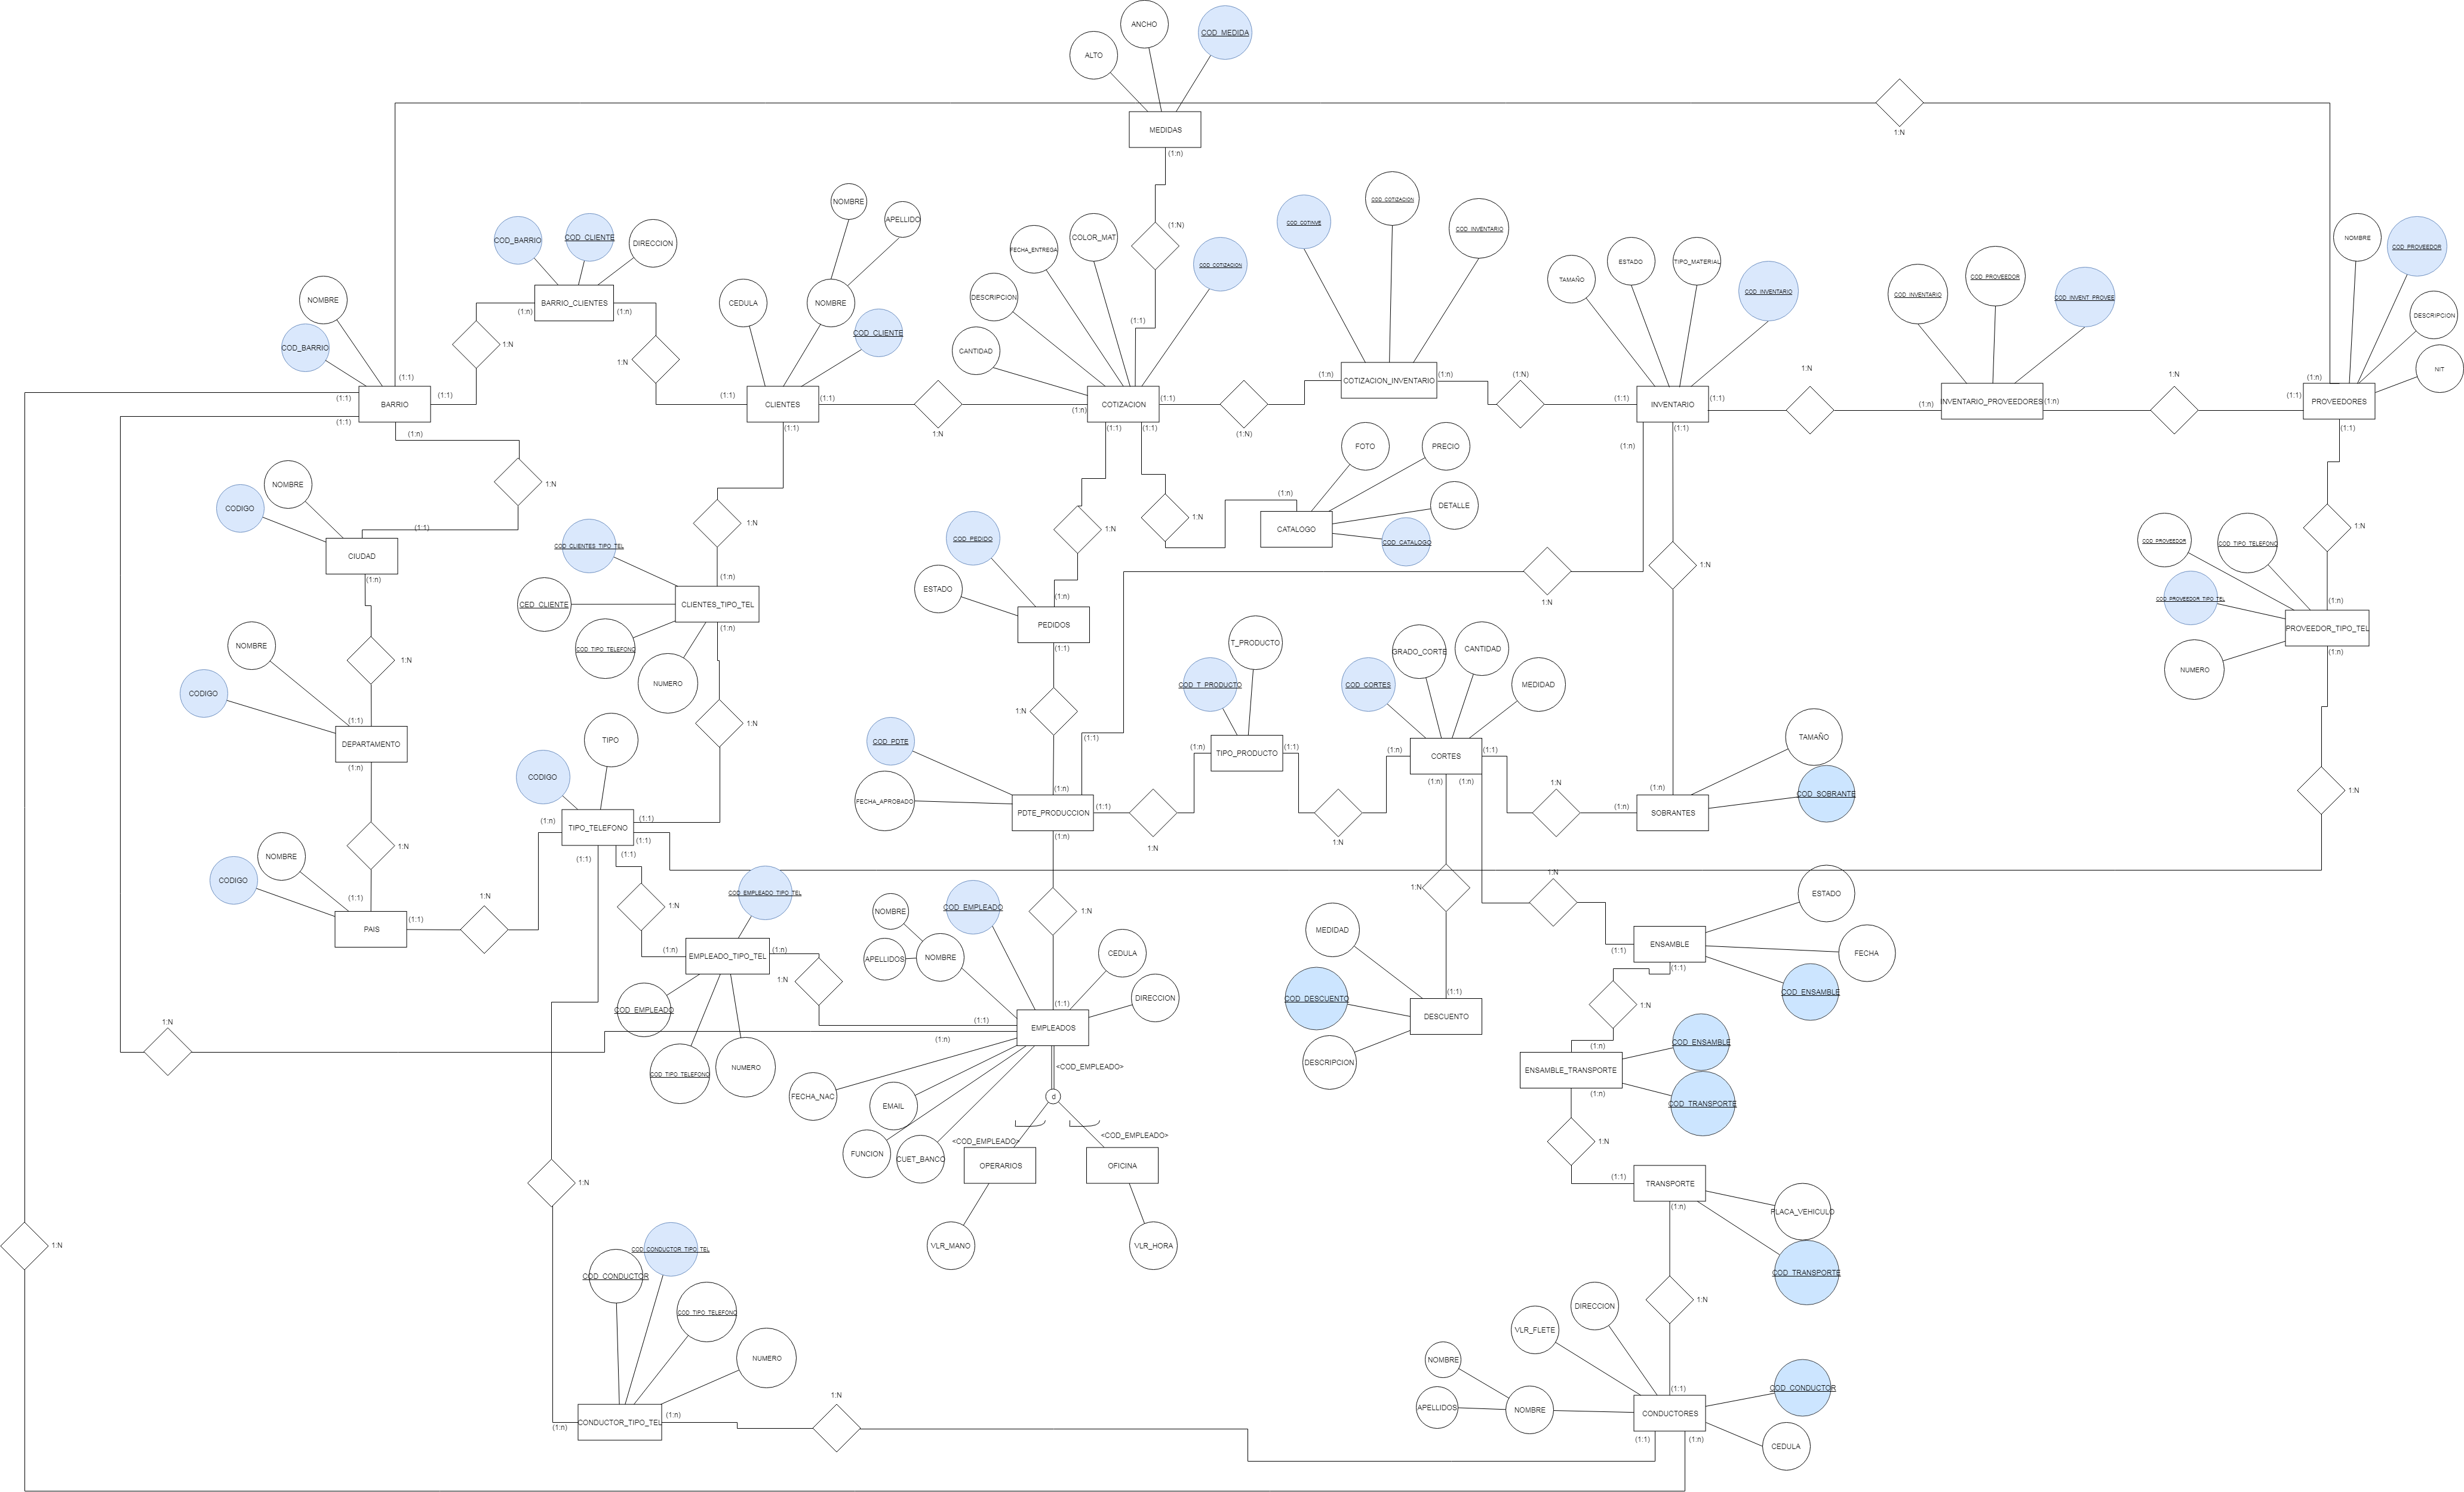 ANCHO
COD_MEDIDA
ALTO
MEDIDAS
1:N
(1:n)
NOMBRE
APELLIDO
COD_COTIZACION
COD_COTINVE
COD_INVENTARIO
COD_BARRIO
COD_CLIENTE
DIRECCION
FECHA_ENTREGA
COLOR_MAT
(1:N)
COD_COTIZACION
ESTADO
TIPO_MATERIAL
TAMAÑO
COD_INVENTARIO
COD_INVENTARIO
COD_PROVEEDOR
COD_INVENT_PROVEE
NOMBRE
COD_PROVEEDOR
DESCRIPCION
NIT
NOMBRE
COD_BARRIO
BARRIO_CLIENTES
(1:n)
(1:n)
1:N
1:N
CEDULA
NOMBRE
COD_CLIENTE
DESCRIPCION
CANTIDAD
(1:1)
(1:1)
(1:1)
(1:1)
(1:1)
BARRIO
(1:1)
(1:1)
CLIENTES
(1:1)
1:N
(1:n)
COTIZACION
(1:1)
(1:N)
(1:n)
COTIZACION_INVENTARIO
(1:n)
(1:N)
(1:1)
INVENTARIO
(1:1)
1:N
(1:n)
INVENTARIO_PROVEEDORES
(1:n)
1:N
(1:1)
(1:n)
PROVEEDORES
(1:n)
(1:1)
(1:1)
(1:1)
(1:n)
(1:1)
(1:1)
1:N
NOMBRE
CODIGO
(1:1)
CIUDAD
(1:n)
1:N
COD_CLIENTES_TIPO_TEL
CED_CLIENTE
COD_TIPO_TELEFONO
NUMERO
(1:n)
CLIENTES_TIPO_TEL
(1:n)
1:N
COD_PEDIDO
ESTADO
1:N
1:N
(1:n)
PEDIDOS
(1:1)
FOTO
PRECIO
DETALLE
COD_CATALOGO
(1:n)
CATALOGO
1:N
1:N
1:N
COD_PROVEEDOR
COD_TIPO_TELEFONO
COD_PROVEEDOR_TIPO_TEL
NUMERO
(1:n)
PROVEEDOR_TIPO_TEL
(1:n)
NOMBRE
CODIGO
1:N
(1:1)
DEPARTAMENTO
(1:n)
1:N
TIPO
CODIGO
(1:n)
TIPO_TELEFONO
(1:1)
(1:1)
(1:1)
(1:1)
1:N
(1:1)
COD_PDTE
FECHA_APROBADO
(1:n)
PDTE_PRODUCCION
(1:1)
(1:n)
1:N
T_PRODUCTO
COD_T_PRODUCTO
(1:n)
TIPO_PRODUCTO
(1:1)
1:N
GRADO_CORTE
CANTIDAD
COD_CORTES
MEDIDAD
(1:n)
CORTES
(1:1)
(1:n)
(1:n)
1:N
TAMAÑO
COD_SOBRANTE
(1:n)
(1:n)
SOBRANTES
1:N
NOMBRE
CODIGO
1:N
(1:1)
PAIS
(1:1)
1:N
1:N
COD_EMPLEADO_TIPO_TEL
(1:n)
EMPLEADO_TIPO_TEL
(1:n)
COD_EMPLEADO
COD_TIPO_TELEFONO
NUMERO
1:N
NOMBRE
APELLIDOS
NOMBRE
COD_EMPLEADO
1:N
CEDULA
DIRECCION
(1:1)
(1:1)
EMPLEADOS
(1:n)
<COD_EMPLEADO>
FECHA_NAC
EMAIL
FUNCION
CUET_BANCO
d
<COD_EMPLEADO>
<COD_EMPLEADO>
OPERARIOS
OFICINA
VLR_MANO
VLR_HORA
1:N
MEDIDAD
COD_DESCUENTO
DESCRIPCION
(1:1)
DESCUENTO
1:N
ESTADO
FECHA
COD_ENSAMBLE
(1:1)
ENSAMBLE
(1:1)
1:N
(1:n)
ENSAMBLE_TRANSPORTE
(1:n)
COD_ENSAMBLE
COD_TRANSPORTE
1:N
(1:1)
TRANSPORTE
(1:n)
PLACA_VEHICULO
COD_TRANSPORTE
1:N
1:N
1:N
1:N
COD_CONDUCTOR_TIPO_TEL
COD_CONDUCTOR
COD_TIPO_TELEFONO
NUMERO
(1:n)
CONDUCTOR_TIPO_TEL
(1:n)
1:N
DIRECCION
VLR_FLETE
NOMBRE
APELLIDOS
NOMBRE
COD_CONDUCTOR
CEDULA
(1:1)
CONDUCTORES
(1:1)
(1:n)